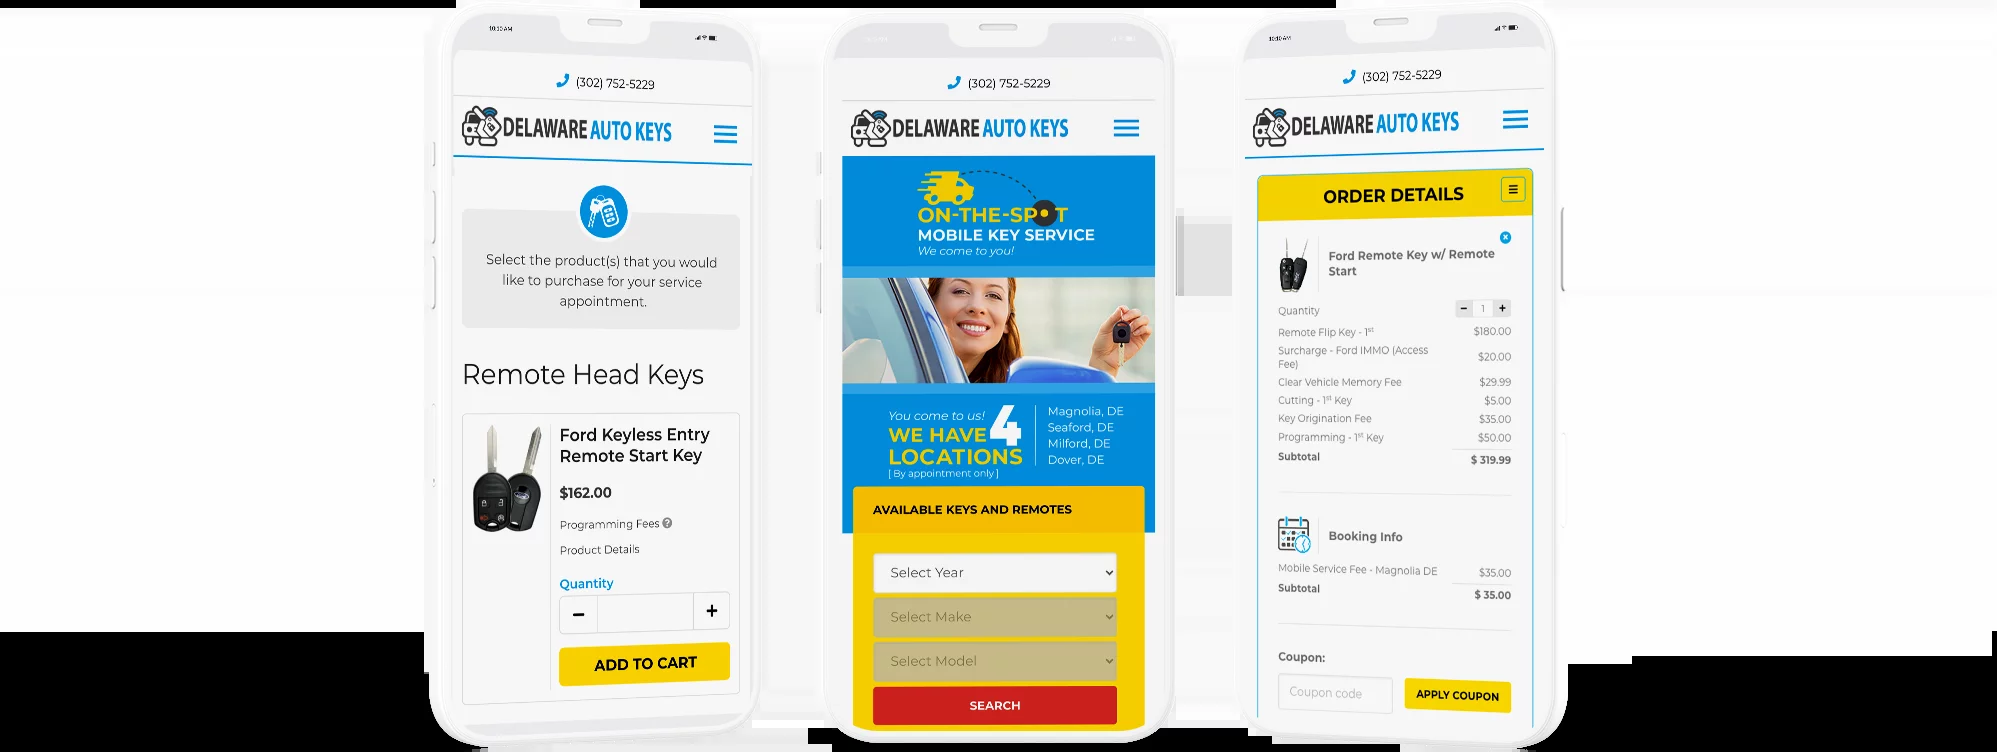 10:10 AM
(302) 752-5229
DELAWARE AUTO KEYS
Select the product(s) that you would
like to purchase for your service
appointment.
Remote Head Keys
Ford Keyless Entry
Remote Start Key
$162.00
Programming Fees ?
Product Details
Quantity
− +
ADD TO CART
(302) 752-5229
DELAWARE AUTO KEYS
ON-THE-SPOT
MOBILE KEY SERVICE
We come to you!
You come to us!
WE HAVE 4
LOCATIONS
[ By appointment only ]
Magnolia, DE
Seaford, DE
Milford, DE
Dover, DE
AVAILABLE KEYS AND REMOTES
Select Year
Select Make
Select Model
SEARCH
10:10 AM
(302) 752-5229
DELAWARE AUTO KEYS
ORDER DETAILS
Ford Remote Key w/ Remote
Start
Quantity − 1 +
Remote Flip Key - 1st $180.00
Surcharge - Ford IMMO (Access
Fee) $20.00
Clear Vehicle Memory Fee $29.99
Cutting - 1st Key $5.00
Key Origination Fee $35.00
Programming - 1st Key $50.00
Subtotal $ 319.99
Booking Info
Mobile Service Fee - Magnolia DE $35.00
Subtotal $ 35.00
Coupon:
Coupon code APPLY COUPON